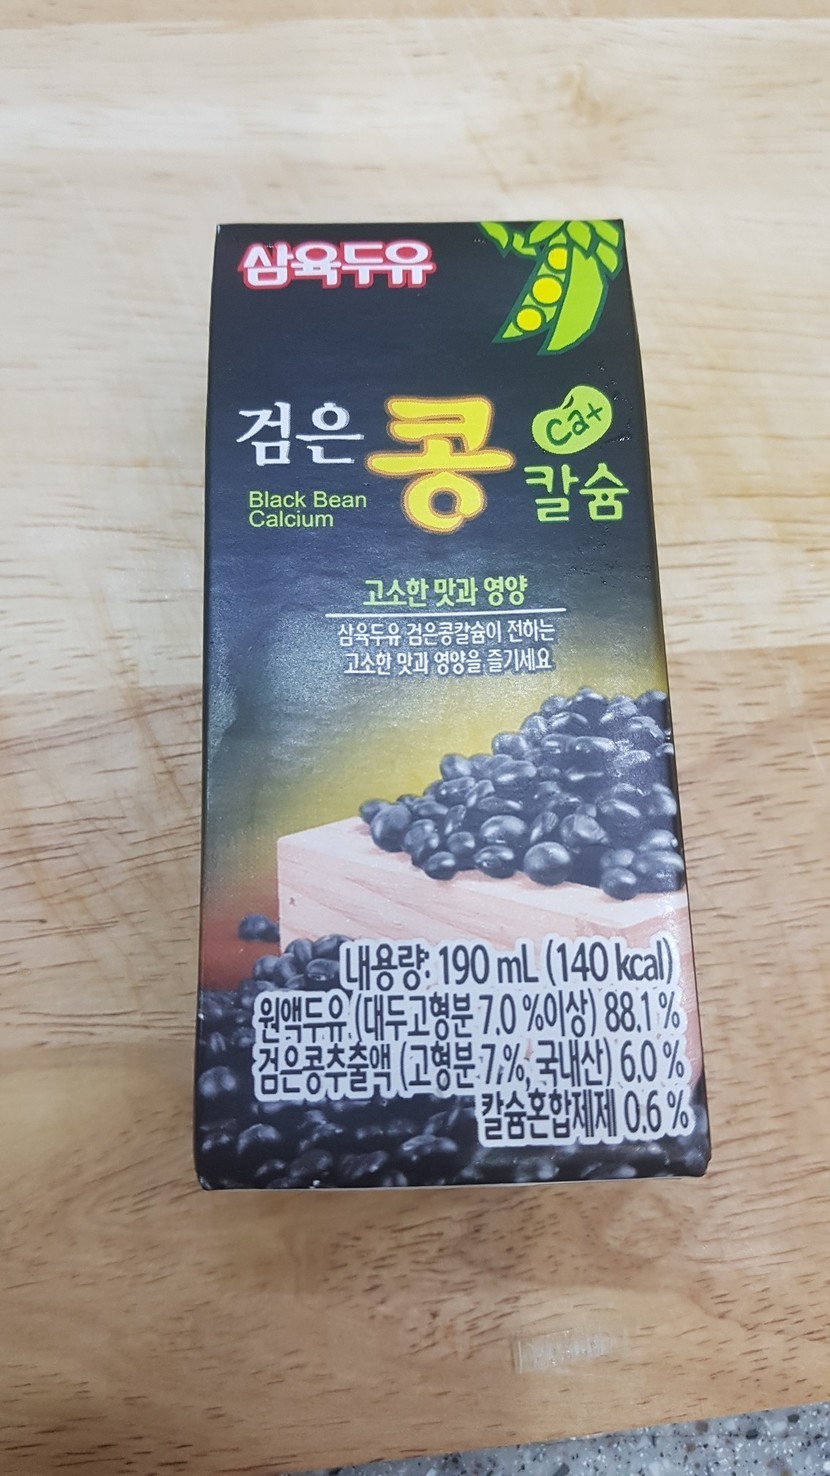 삼육두유
검은 콩 칼슘
Ca+
Black Bean
Calcium
고소한 맛과 영양
삼육두유 검은콩칼슘이 전하는
고소한 맛과 영양을 즐기세요
내용량: 190 mL (140 kcal)
원액두유 (대두고형분 7.0 %이상) 88.1 %
검은콩추출액 (고형분 7.%, 국내산) 6.0 %
칼슘혼합제제 0.6 %